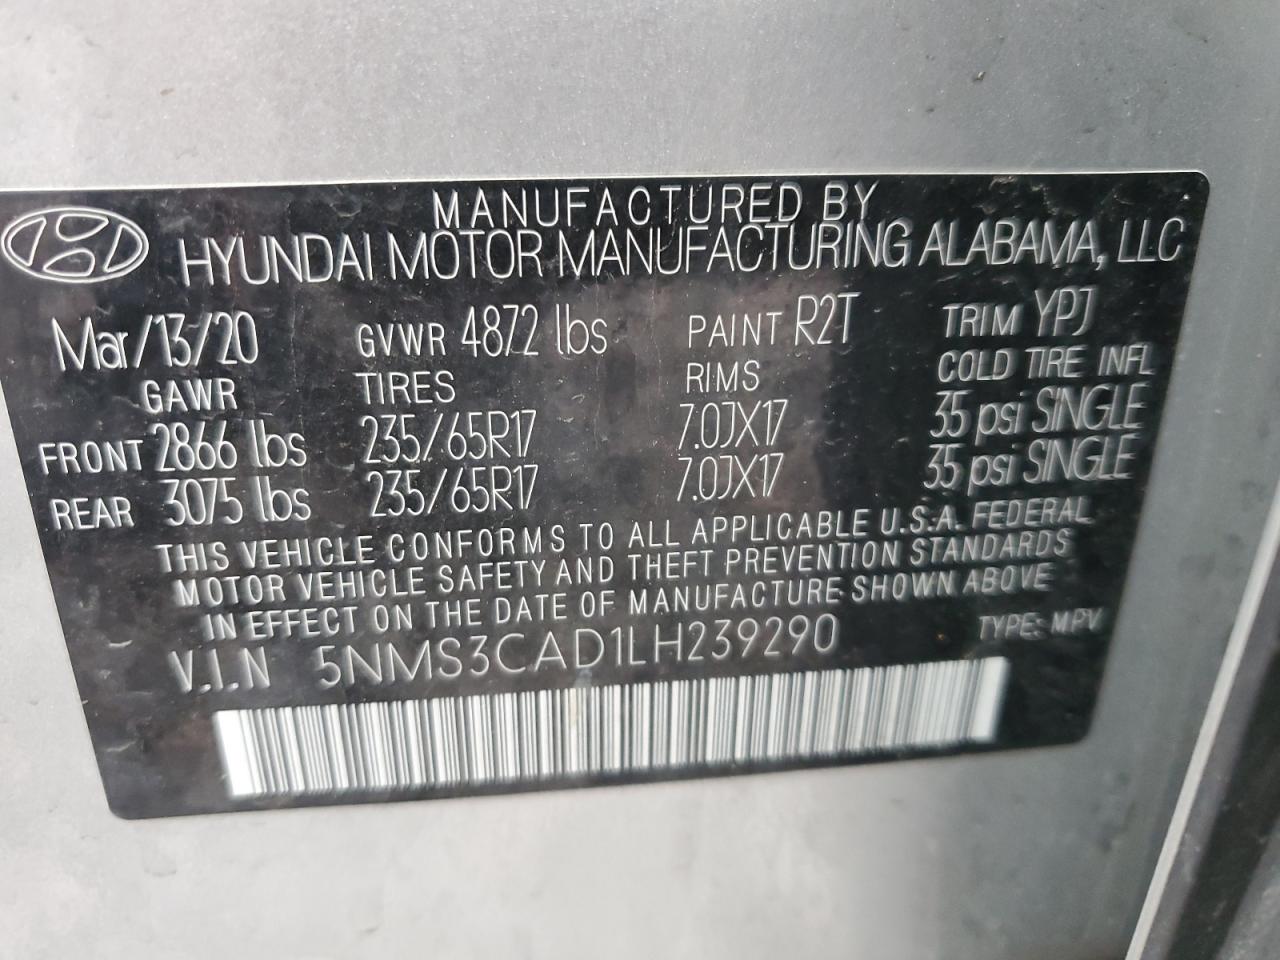 MANUFACTURED BY
HYUNDAI MOTOR MANUFACTURING ALABAMA, LLC
Mar/13/20 GVWR 4872 lbs PAINT R2T TRIM YPJ
GAWR TIRES RIMS COLD TIRE INFL
FRONT 2866 lbs 235/65R17 7.0JX17 35 psi SINGLE
REAR 3075 lbs 235/65R17 7.0JX17 35 psi SINGLE
THIS VEHICLE CONFORMS TO ALL APPLICABLE U.S.A. FEDERAL
MOTOR VEHICLE SAFETY AND THEFT PREVENTION STANDARDS
IN EFFECT ON THE DATE OF MANUFACTURE SHOWN ABOVE
V.I.N 5NMS3CAD1LH239290 TYPE: MPV